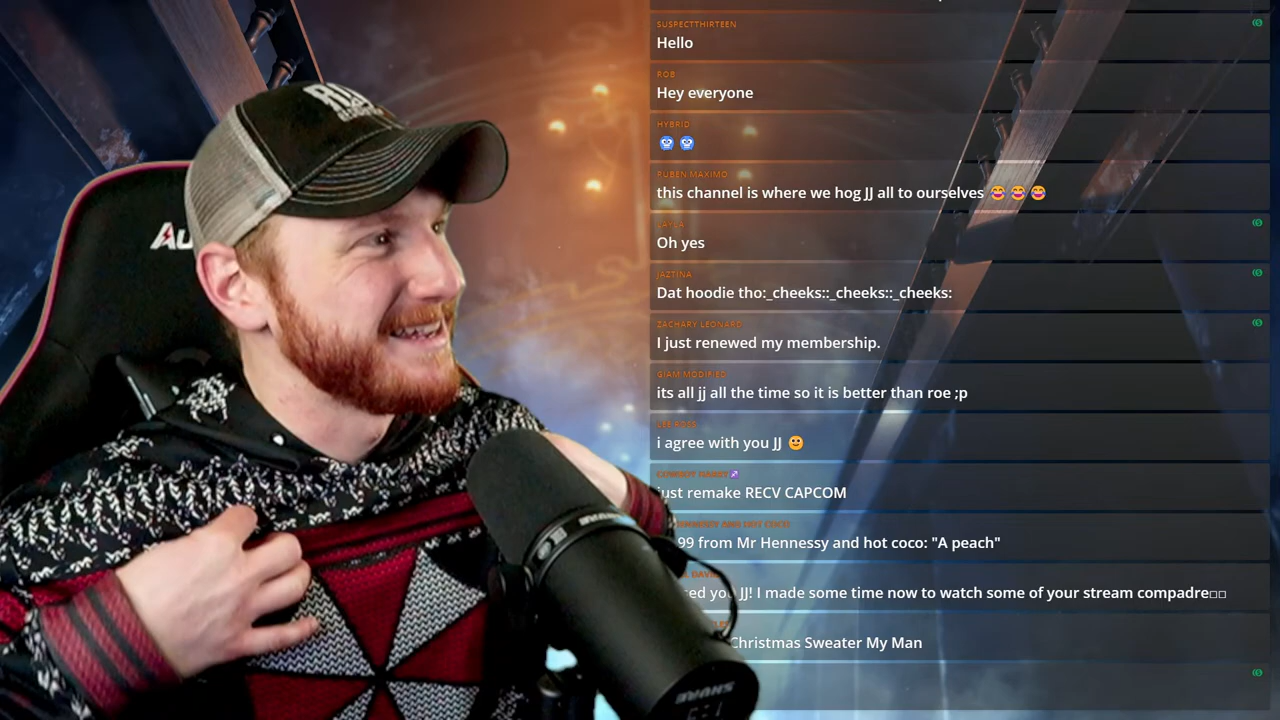 SUSPECTTHIRTEEN
Hello
ROB
Hey everyone
HYBRID
RUBEN MAXIMO
this channel is where we hog JJ all to ourselves 😂 😂 😂
Oh yes
JAZTINA
Dat hoodie tho:_cheeks::_cheeks::_cheeks:
ZACHARY LEONARD
I just renewed my membership.
GIAM MODIFIED
its all jj all the time so it is better than roe ;p
LEE ROSS
i agree with you JJ 🙂
just remake RECV CAPCOM
99 from Mr Hennessy and hot coco: "A peach"
you JJ! I made some time now to watch some of your stream compadre□□
Christmas Sweater My Man
SHURE